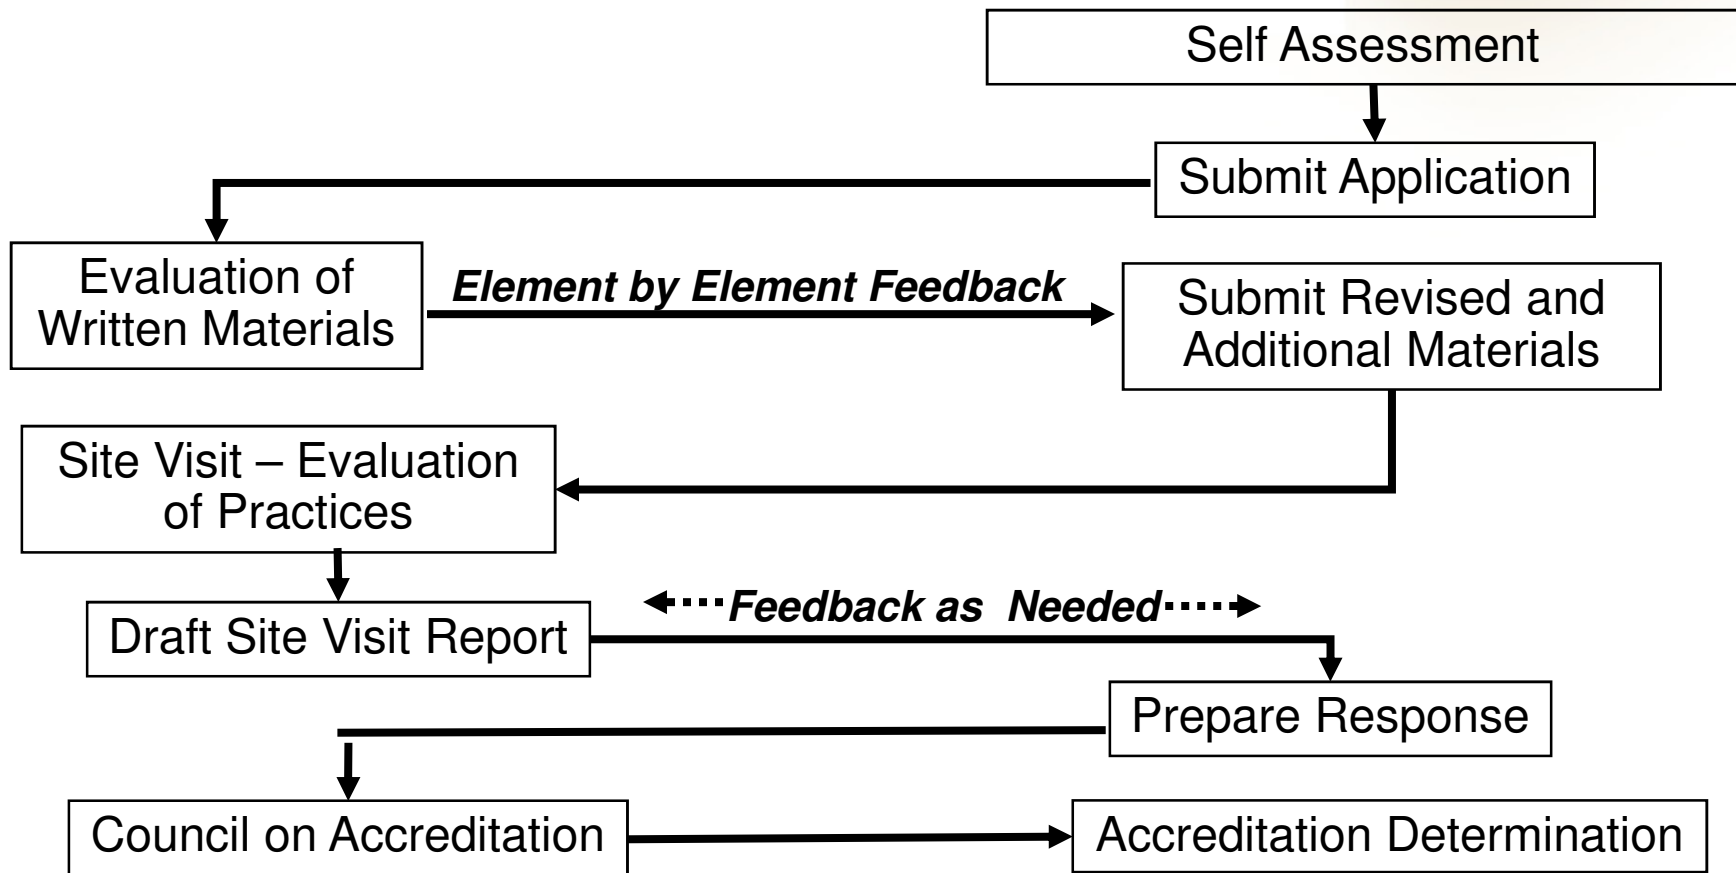 Self Assessment
Submit Application
Evaluation of
Written Materials
Element by Element Feedback
Submit Revised and
Additional Materials
Site Visit – Evaluation
of Practices
Feedback as Needed
Draft Site Visit Report
Prepare Response
Council on Accreditation
Accreditation Determination